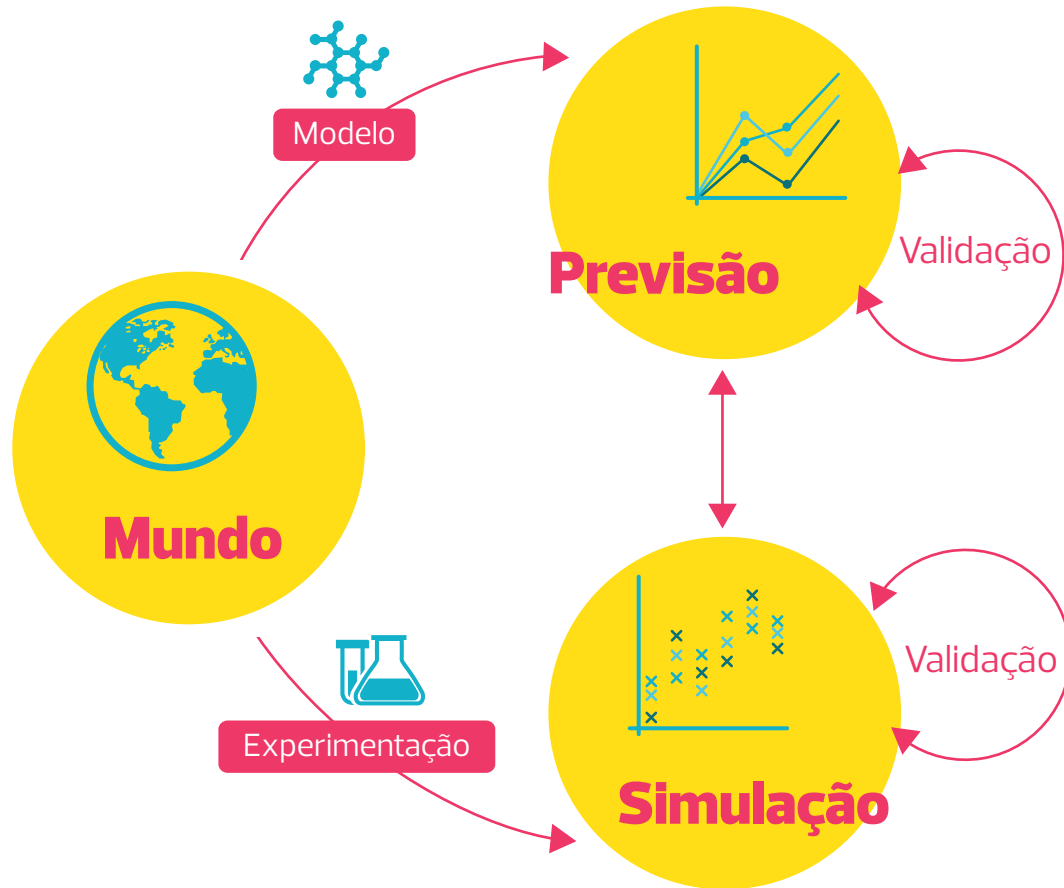 Modelo
Previsão
Validação
Mundo
Experimentação
Simulação
Validação